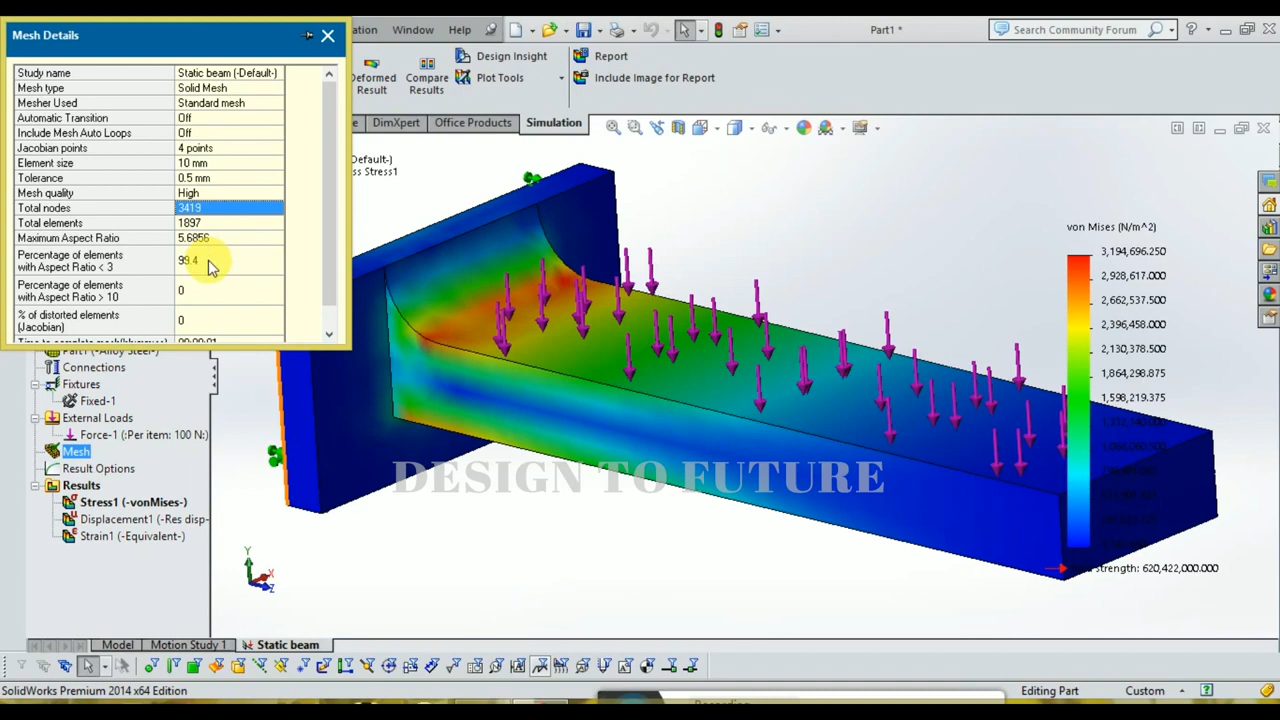 Mesh Details
Study name Static beam (-Default-)
Mesh type Solid Mesh
Mesher Used Standard mesh
Automatic Transition Off
Include Mesh Auto Loops Off
Jacobian points 4 points
Element size 10 mm
Tolerance 0.5 mm
Mesh quality High
Total nodes 3419
Total elements 1897
Maximum Aspect Ratio 5.6856
Percentage of elements
with Aspect Ratio < 3 99.4
Percentage of elements
with Aspect Ratio > 10 0
% of distorted elements
(Jacobian) 0
Window Help
Part1 *
Search Community Forum
Deformed
Result
Compare
Results
Design Insight
Plot Tools
Report
Include Image for Report
DimXpert Office Products Simulation
Default-)
ss Stress1
von Mises (N/m^2)
3,194,696.250
2,928,617.000
2,662,537.500
2,396,458.000
2,130,378.500
1,864,298.875
1,598,219.375
Strength: 620,422,000.000
Part1 (-Alloy Steel-)
Connections
Fixtures
Fixed-1
External Loads
Force-1 (:Per item: 100 N:)
Mesh
Result Options
Results
Stress1 (-vonMises-)
Displacement1 (-Res disp-
Strain1 (-Equivalent-)
DESIGN TO FUTURE
Y
X
Z
Model Motion Study 1 Static beam
SolidWorks Premium 2014 x64 Edition
Editing Part
Custom